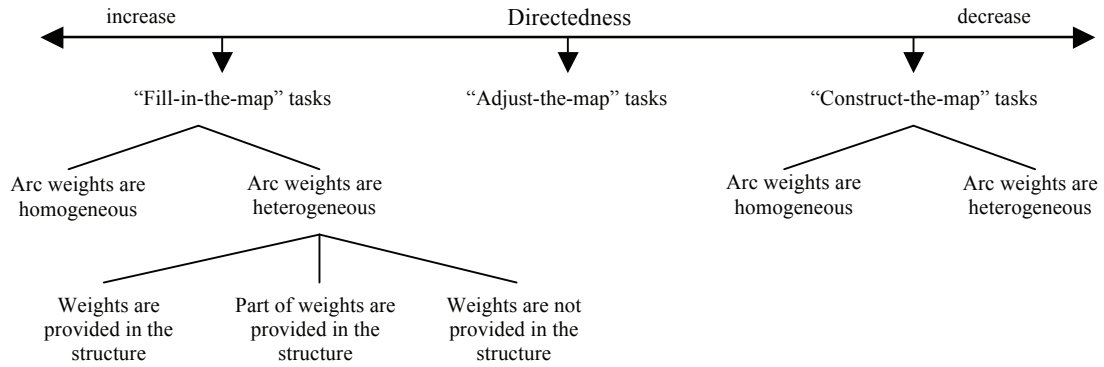 increase Directedness decrease
“Fill-in-the-map” tasks “Adjust-the-map” tasks “Construct-the-map” tasks
Arc weights are
homogeneous
Arc weights are
heterogeneous
Arc weights are
homogeneous
Arc weights are
heterogeneous
Weights are
provided in the
structure
Part of weights are
provided in the
structure
Weights are not
provided in the
structure